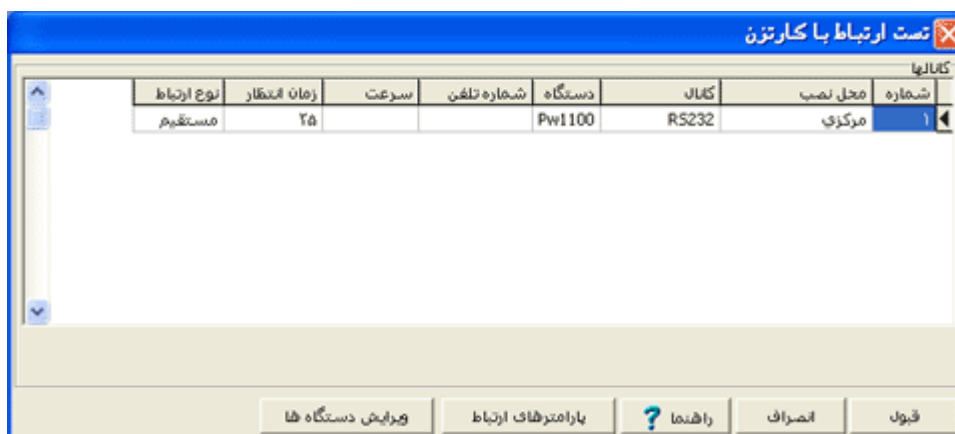 تست ارتباط با کارتزن
کانالها
شماره محل نصب کانال دستگاه شماره تلفن سرعت زمان انتظار نوع ارتباط
۱ مرکزي RS232 Pw1100 ۲۵ مستقیم
قبول انصراف راهنما ? پارامترهای ارتباط ویرایش دستگاه ها